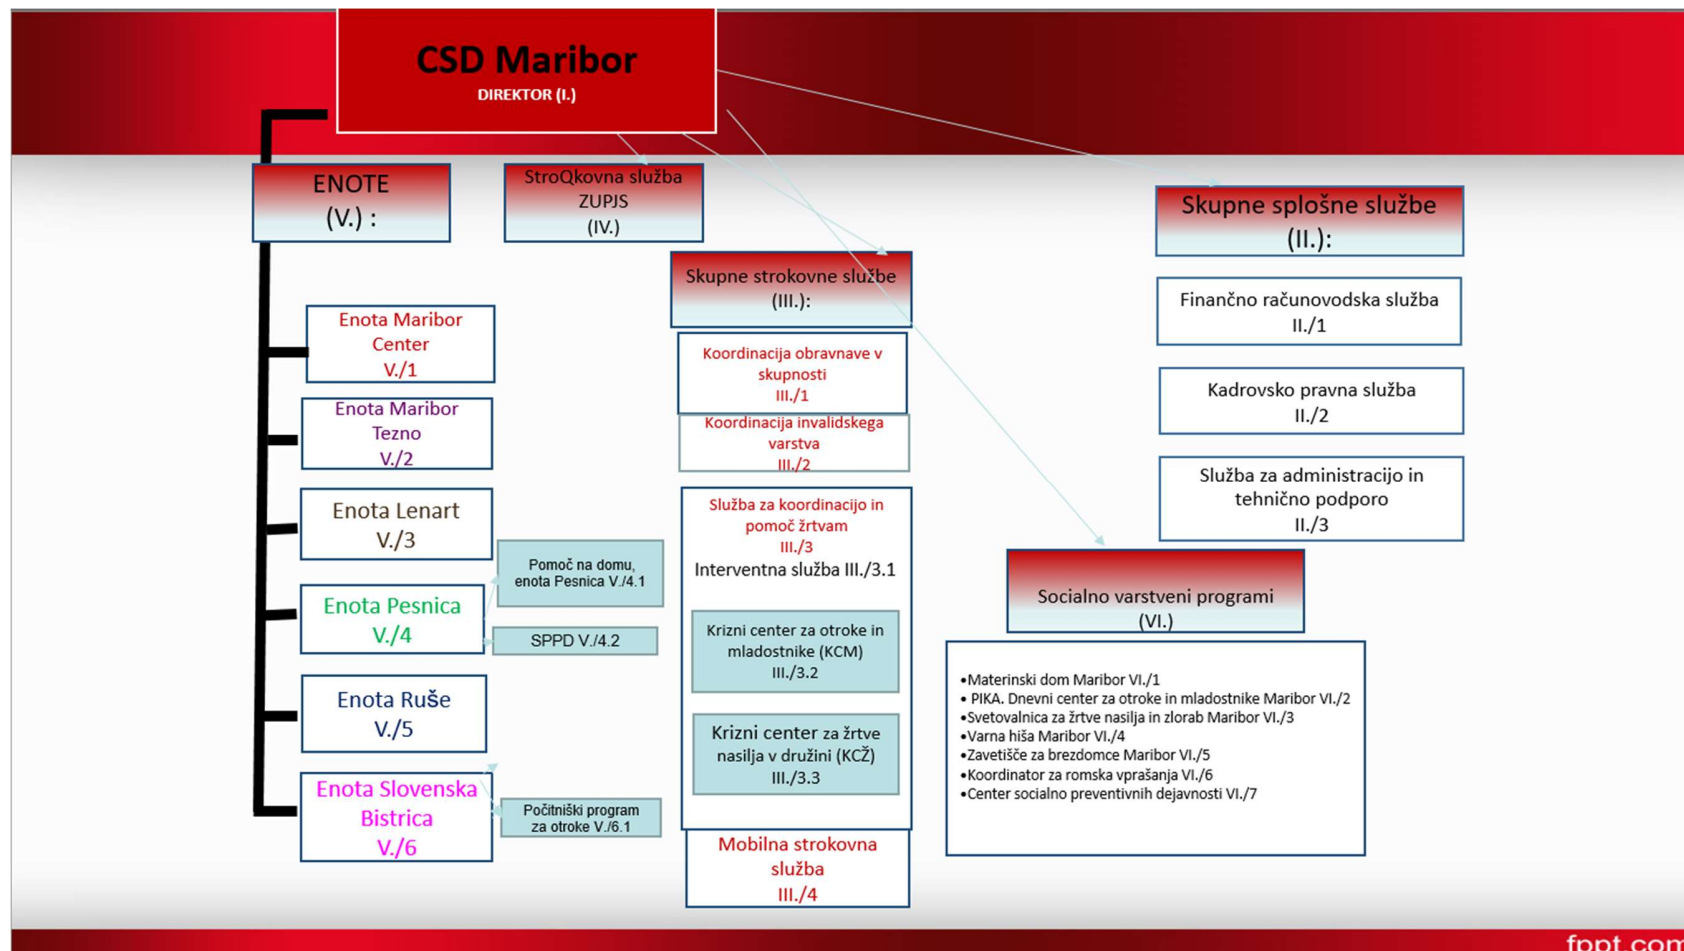 CSD Maribor
DIREKTOR (I.)
ENOTE
(V.) :
Enota Maribor
Center
V./1
Enota Maribor
Tezno
V./2
Enota Lenart
V./3
Enota Pesnica
V./4
Pomoč na domu,
enota Pesnica V./4.1
SPPD V./4.2
Enota Ruše
V./5
Enota Slovenska
Bistrica
V./6
Počitniški program
za otroke V./6.1
StroQkovna služba
ZUPJS
(IV.)
Skupne strokovne službe
(III.):
Koordinacija obravnave v
skupnosti
III./1
Koordinacija invalidskega
varstva
III./2
Služba za koordinacijo in
pomoč žrtvam
III./3
Interventna služba III./3.1
Krizni center za otroke in
mladostnike (KCM)
III./3.2
Krizni center za žrtve
nasilja v družini (KCŽ)
III./3.3
Mobilna strokovna
služba
III./4
Skupne splošne službe
(II.):
Finančno računovodska služba
II./1
Kadrovsko pravna služba
II./2
Služba za administracijo in
tehnično podporo
II./3
Socialno varstveni programi
(VI.)
•Materinski dom Maribor VI./1
• PIKA. Dnevni center za otroke in mladostnike Maribor VI./2
•Svetovalnica za žrtve nasilja in zlorab Maribor VI./3
•Varna hiša Maribor VI./4
•Zavetišče za brezdomce Maribor VI./5
•Koordinator za romska vprašanja VI./6
•Center socialno preventivnih dejavnosti VI./7
fppt.com